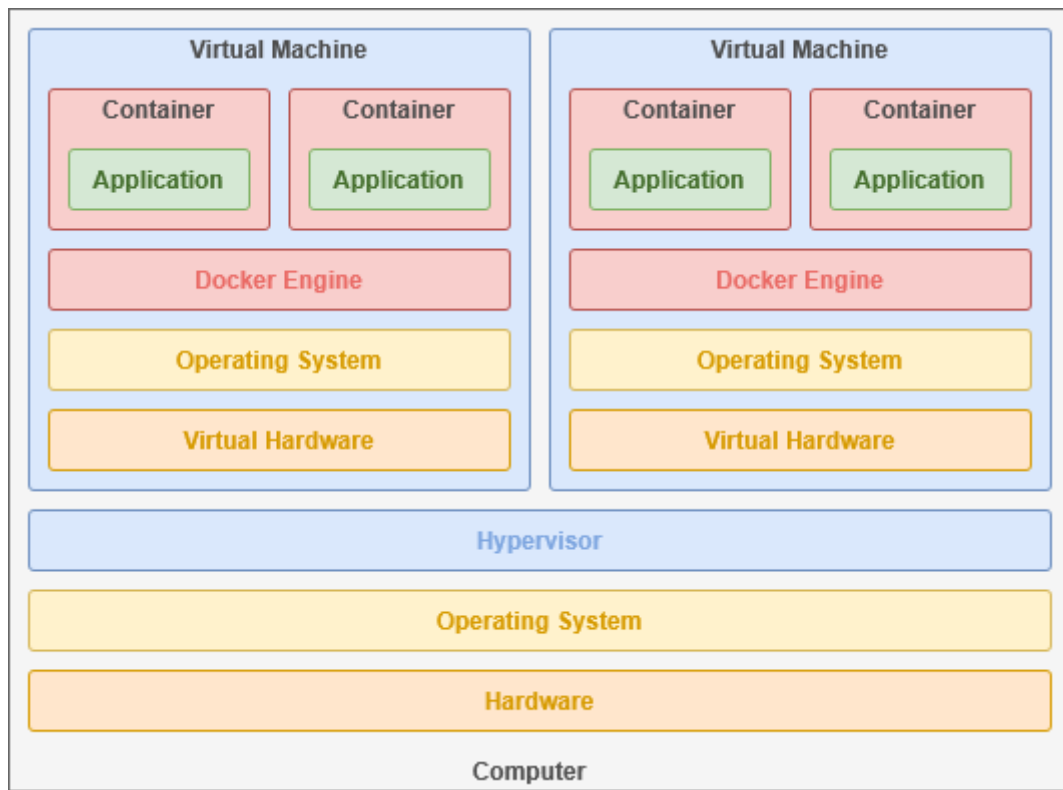 Virtual Machine
Virtual Machine
Container
Container
Container
Container
Application
Application
Application
Application
Docker Engine
Docker Engine
Operating System
Operating System
Virtual Hardware
Virtual Hardware
Hypervisor
Operating System
Hardware
Computer